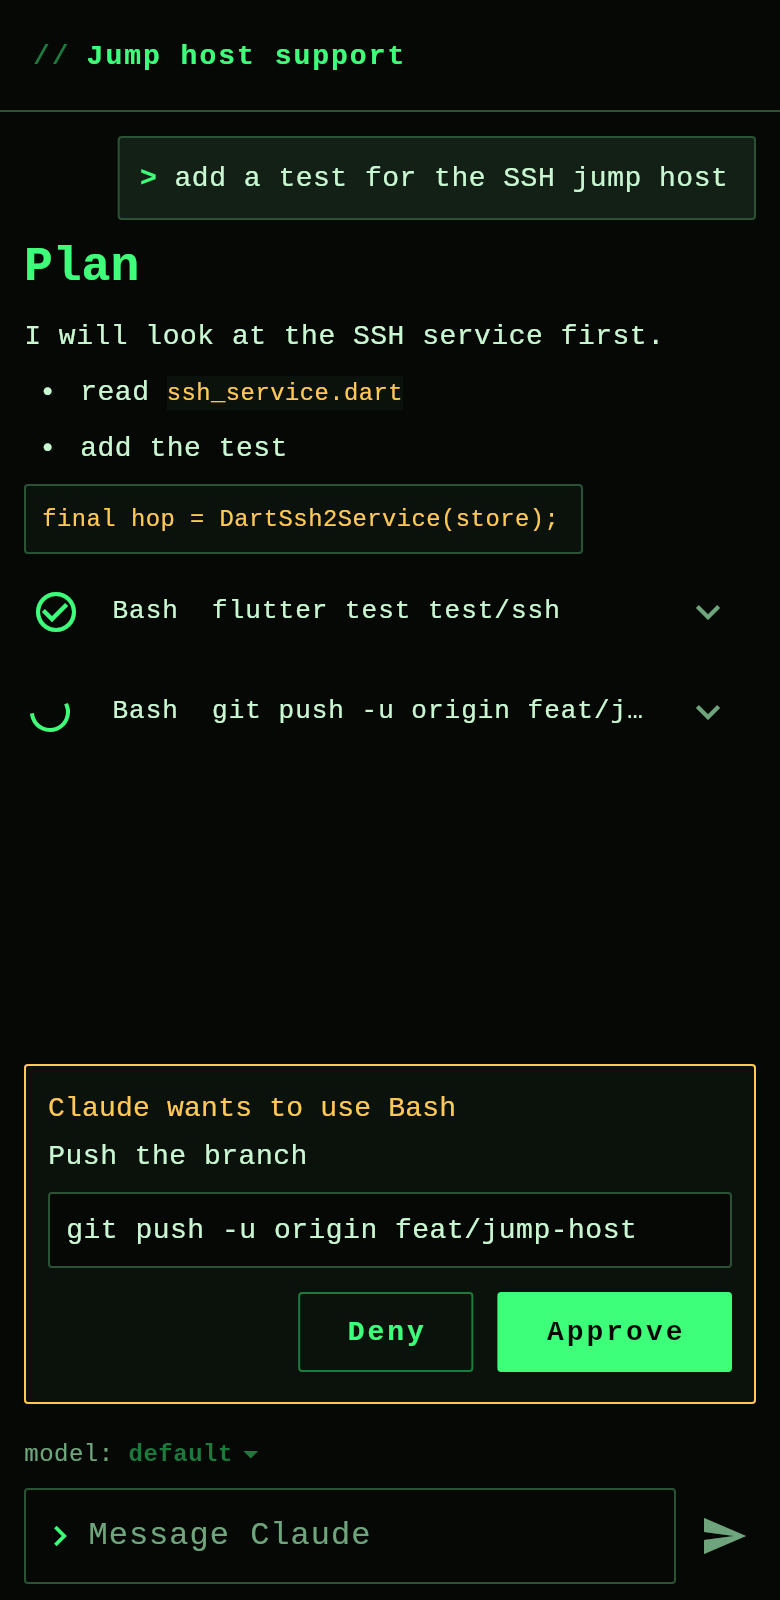 // Jump host support
> add a test for the SSH jump host
Plan
I will look at the SSH service first.
• read ssh_service.dart
• add the test
final hop = DartSsh2Service(store);
Bash flutter test test/ssh
Bash git push -u origin feat/j…
Claude wants to use Bash
Push the branch
git push -u origin feat/jump-host
Deny Approve
model: default
Message Claude